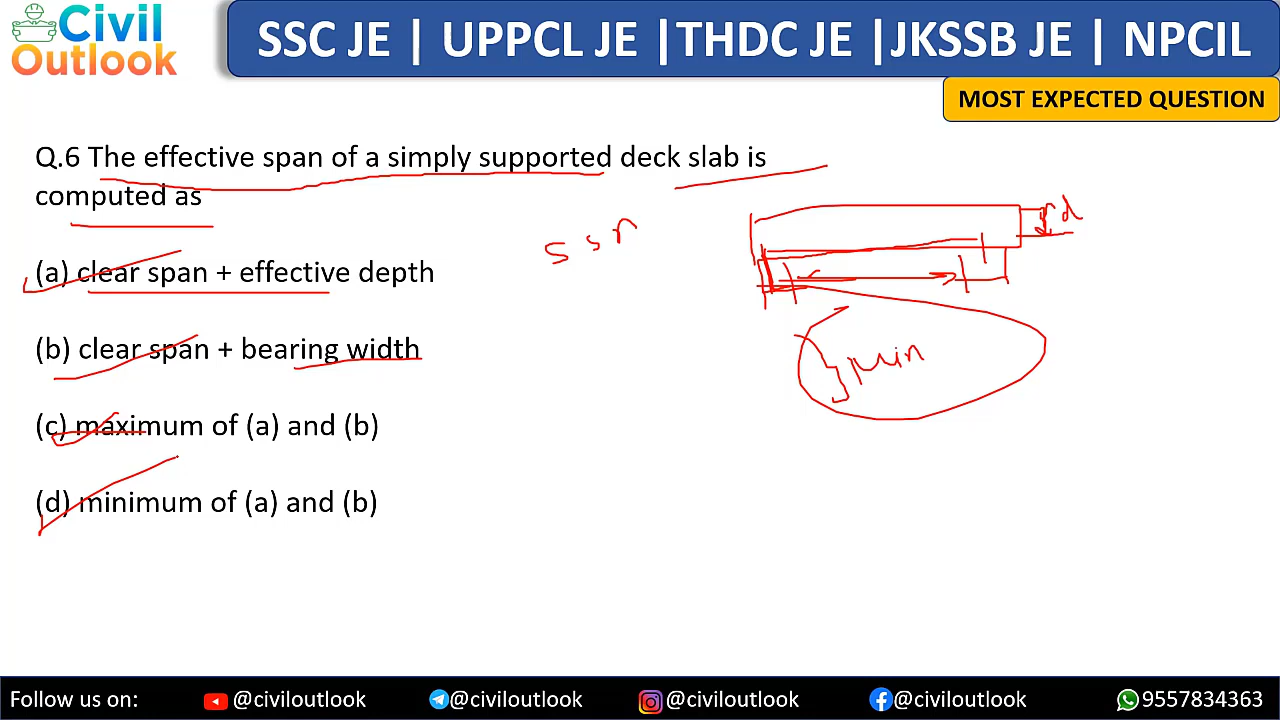 Civil
Outlook
SSC JE | UPPCL JE |THDC JE |JKSSB JE | NPCIL
MOST EXPECTED QUESTION
Q.6 The effective span of a simply supported deck slab is
computed as
(a) clear span + effective depth
(b) clear span + bearing width
(c) maximum of (a) and (b)
(d) minimum of (a) and (b)
d
Min
Follow us on: @civiloutlook @civiloutlook @civiloutlook @civiloutlook 9557834363